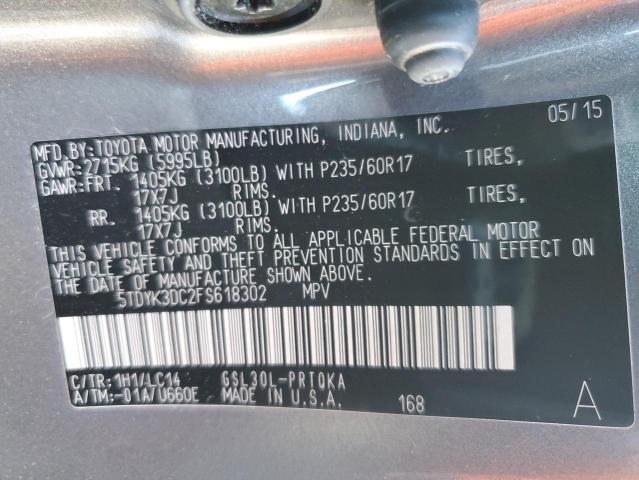 MFD.BY:TOYOTA MOTOR MANUFACTURING, INDIANA, INC. 05/15
GVWR: 2715KG (5995LB)
GAWR:FRT. 1405KG (3100LB) WITH P235/60R17 TIRES,
17X7J RIMS.
RR. 1405KG (3100LB) WITH P235/60R17 TIRES,
17X7J RIMS.
THIS VEHICLE CONFORMS TO ALL APPLICABLE FEDERAL MOTOR
VEHICLE SAFETY AND THEFT PREVENTION STANDARDS IN EFFECT ON
THE DATE OF MANUFACTURE SHOWN ABOVE.
5TDYK3DC2FS618302 MPV
C/TR: 1H1/LC14 GSL30L-PRTQKA
A/TM:-01A/U660E MADE IN U.S.A. 168 A